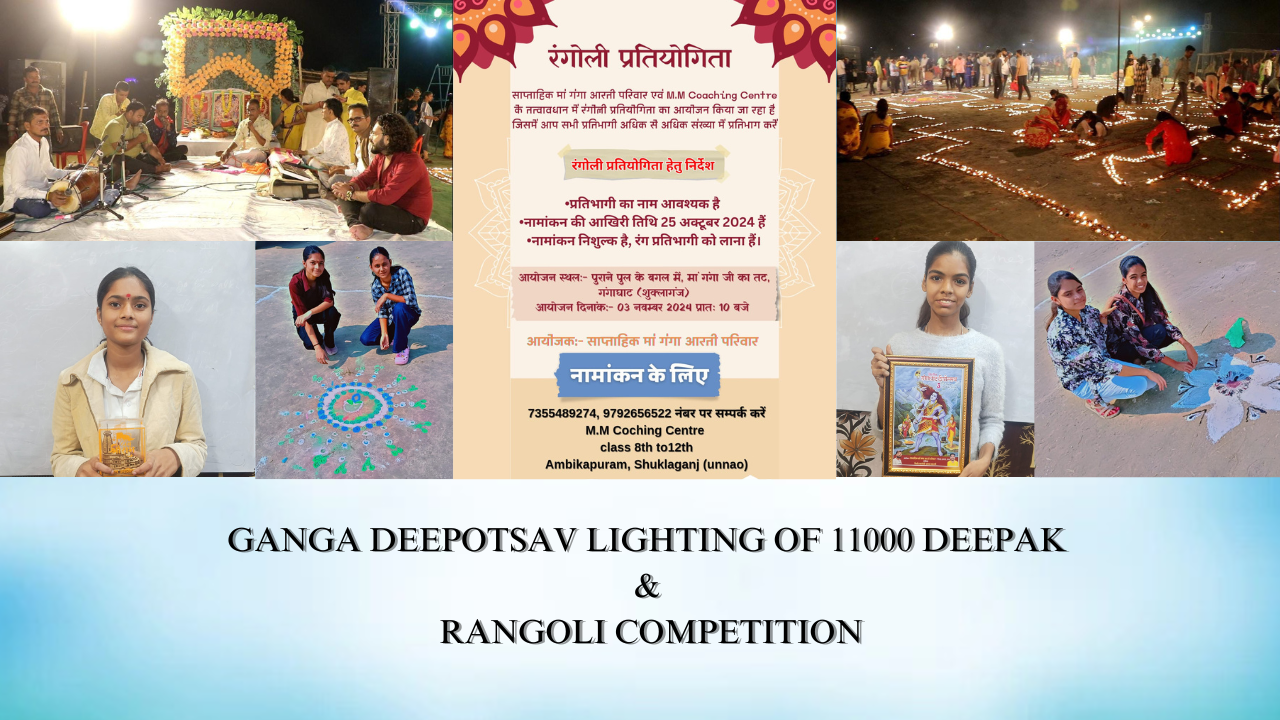 रंगोली प्रतियोगिता
साप्ताहिक मां गंगा आरती परिवार एवं M.M Coaching Centre
के तत्वावधान में रंगोली प्रतियोगिता का आयोजन किया जा रहा है
जिसमें आप सभी प्रतिभागी अधिक से अधिक संख्या में प्रतिभाग करें
रंगोली प्रतियोगिता हेतु निर्देश
•प्रतिभागी का नाम आवश्यक है
•नामांकन की आखिरी तिथि 25 अक्टूबर 2024 हैं
•नामांकन निशुल्क है, रंग प्रतिभागी को लाना हैं।
आयोजन स्थल:- पुराने पुल के बगल में, मां गंगा जी का तट,
गंगाघाट (शुक्लागंज)
आयोजन दिनांक:- 03 नवम्बर 2024 प्रातः 10 बजे
आयोजक:- साप्ताहिक मां गंगा आरती परिवार
नामांकन के लिए
7355489274, 9792656522 नंबर पर सम्पर्क करें
M.M Coching Centre
class 8th to12th
Ambikapuram, Shuklaganj (unnao)
GANGA DEEPOTSAV LIGHTING OF 11000 DEEPAK
&
RANGOLI COMPETITION